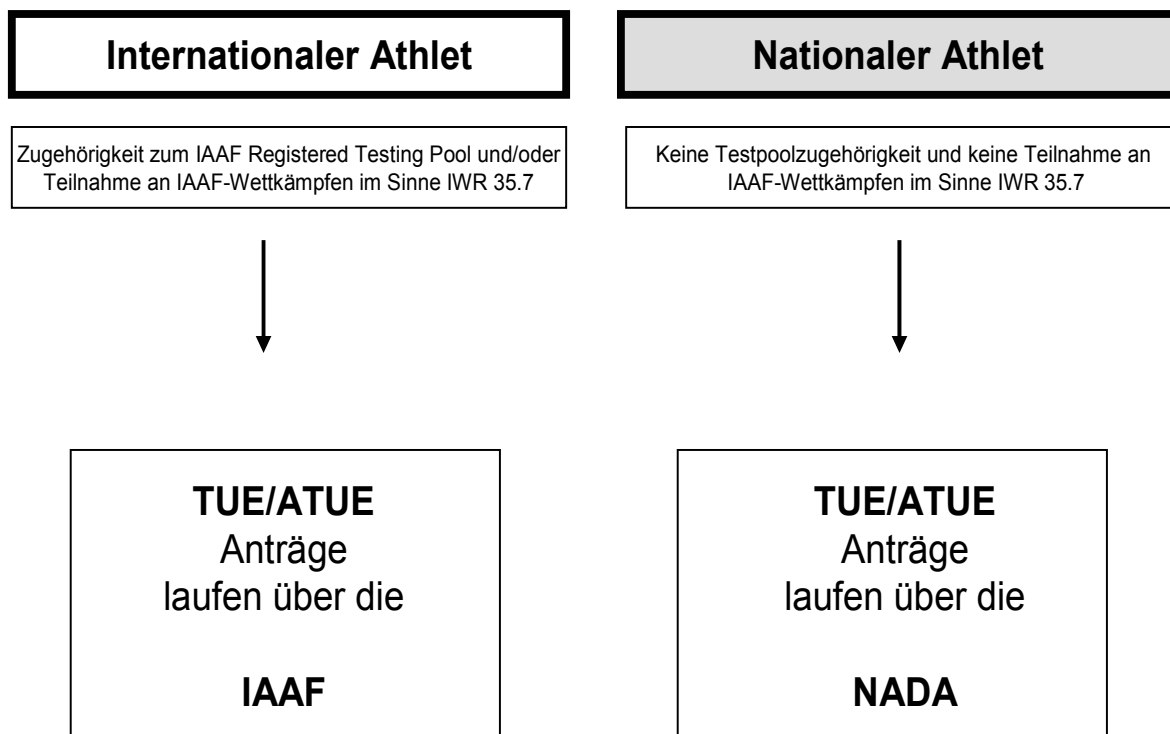 Internationaler Athlet
Zugehörigkeit zum IAAF Registered Testing Pool und/oder
Teilnahme an IAAF-Wettkämpfen im Sinne IWR 35.7
TUE/ATUE
Anträge
laufen über die
IAAF
Nationaler Athlet
Keine Testpoolzugehörigkeit und keine Teilnahme an
IAAF-Wettkämpfen im Sinne IWR 35.7
TUE/ATUE
Anträge
laufen über die
NADA